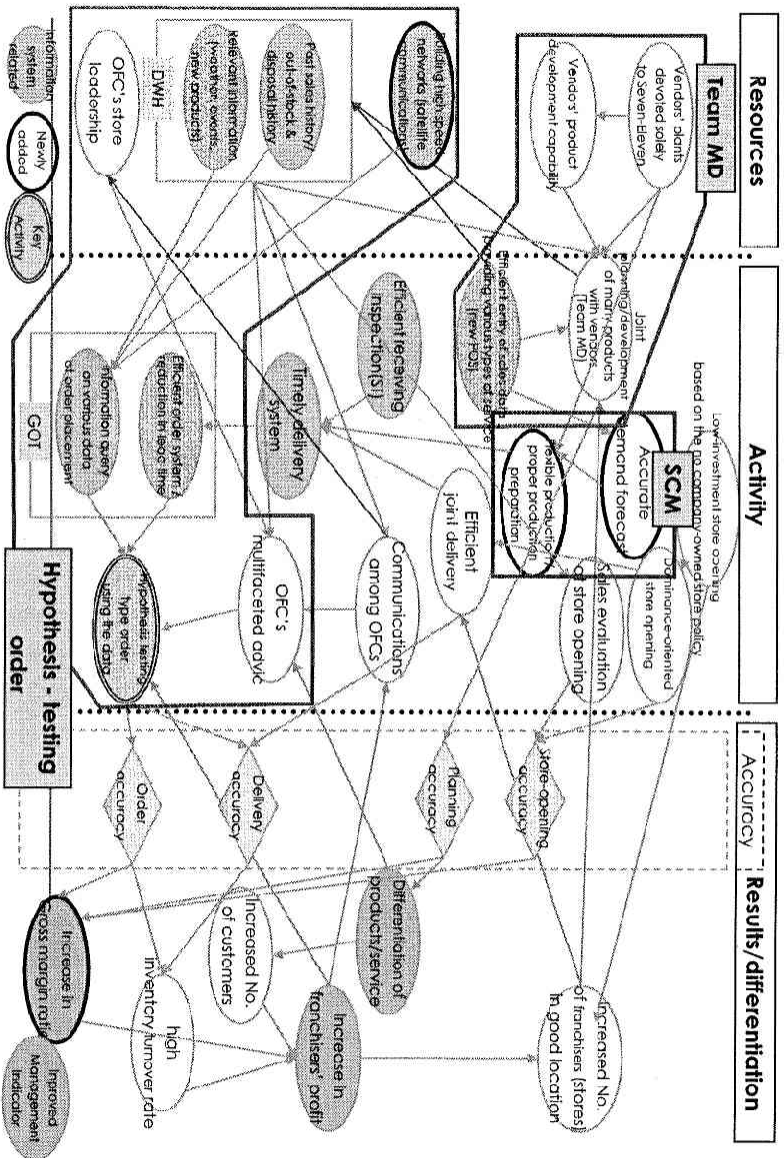 Resources
Activity
Results/differentiation
Accuracy
Team MD
Vendors' plants
devoted solely
to Seven-Eleven
Vendors' product
development capability
Building high-speed
networks (satellite
communications)
Past sales history/
out-of-stock &
disposal history
Relevant information
(weather, events,
new products)
DWH
OFC's store
leadership
Information
system
related
Newly
added
Key
Activity
Low-investment store opening
based on the no company-owned store policy
Joint
planning/development
of many products
with vendors
(Team MD)
Efficient entry of sales data
providing various types of service
(new POS)
SCM
Accurate
demand forecast
Dominance-oriented
store opening
Sales evaluation
at store opening
flexible production/
proper production
preparation
Efficient
joint delivery
Efficient receiving
inspection(ST)
Timely delivery
system
Communications
among OFCs
OFC's
multifaceted advic
Efficient order system &
reduction in lead time
Information query
on various data
at order placement
GOT
Hypothesis testing
type order
using the data
Hypothesis - testing
order
Store-opening
accuracy
Planning
accuracy
Delivery
accuracy
Order
accuracy
Increased No.
of franchisers (stores)
in good location
Differentiation of
products/service
Increase in
franchisers' profit
Increased No.
of customers
high
inventory turnover rate
Increase in
gross margin rate
Improved
Management
Indicator